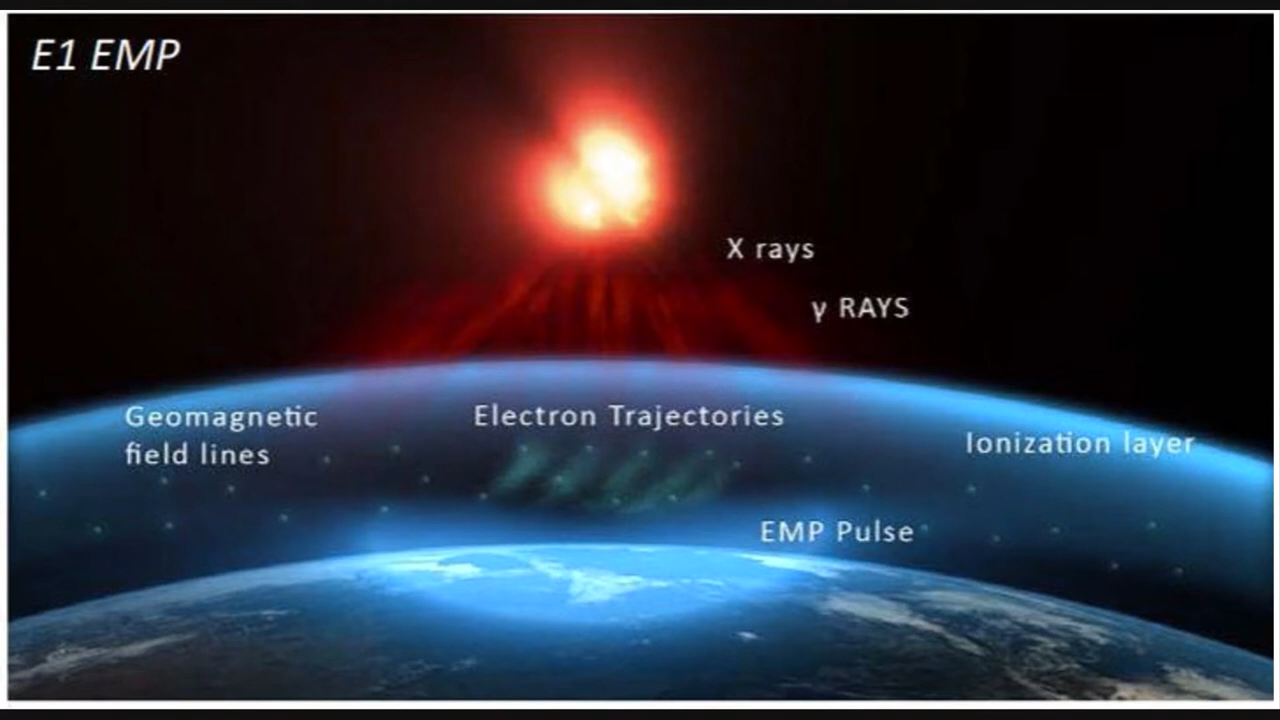 E1 EMP
X rays
γ RAYS
Geomagnetic
field lines
Electron Trajectories
Ionization layer
EMP Pulse